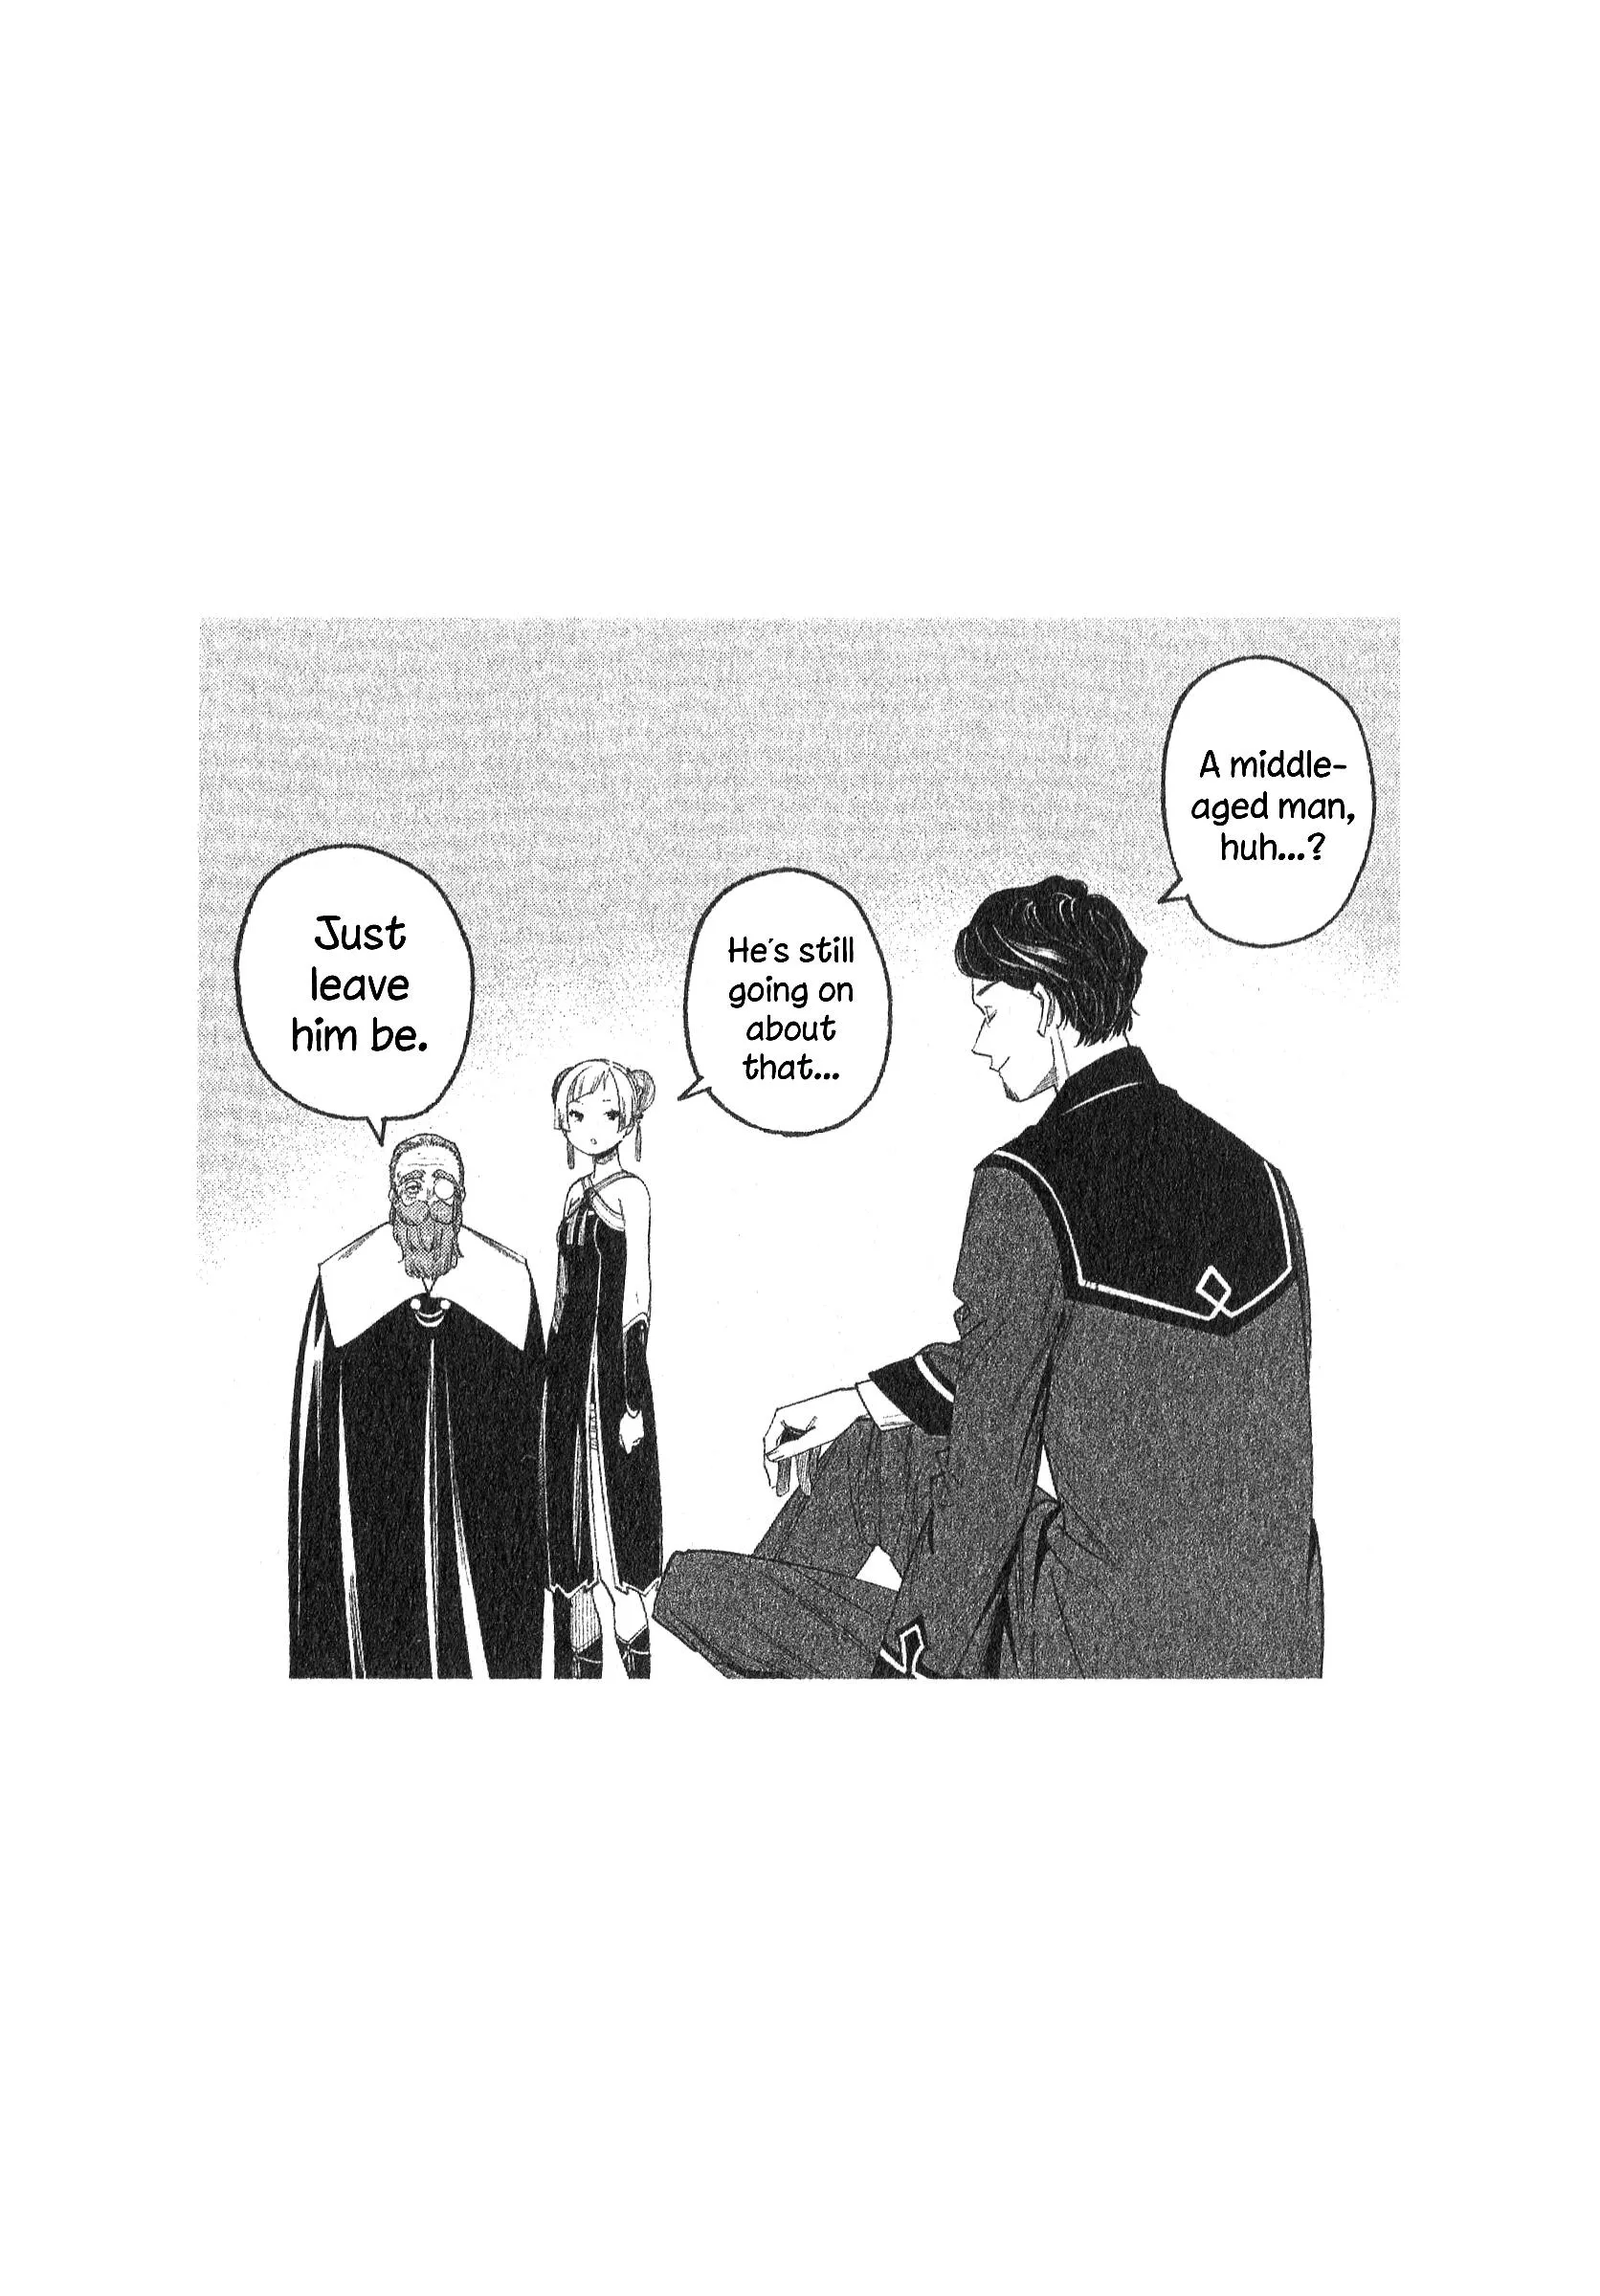 A middle-
aged man,
huh...?
He's still
going on
about
that...
Just
leave
him be.